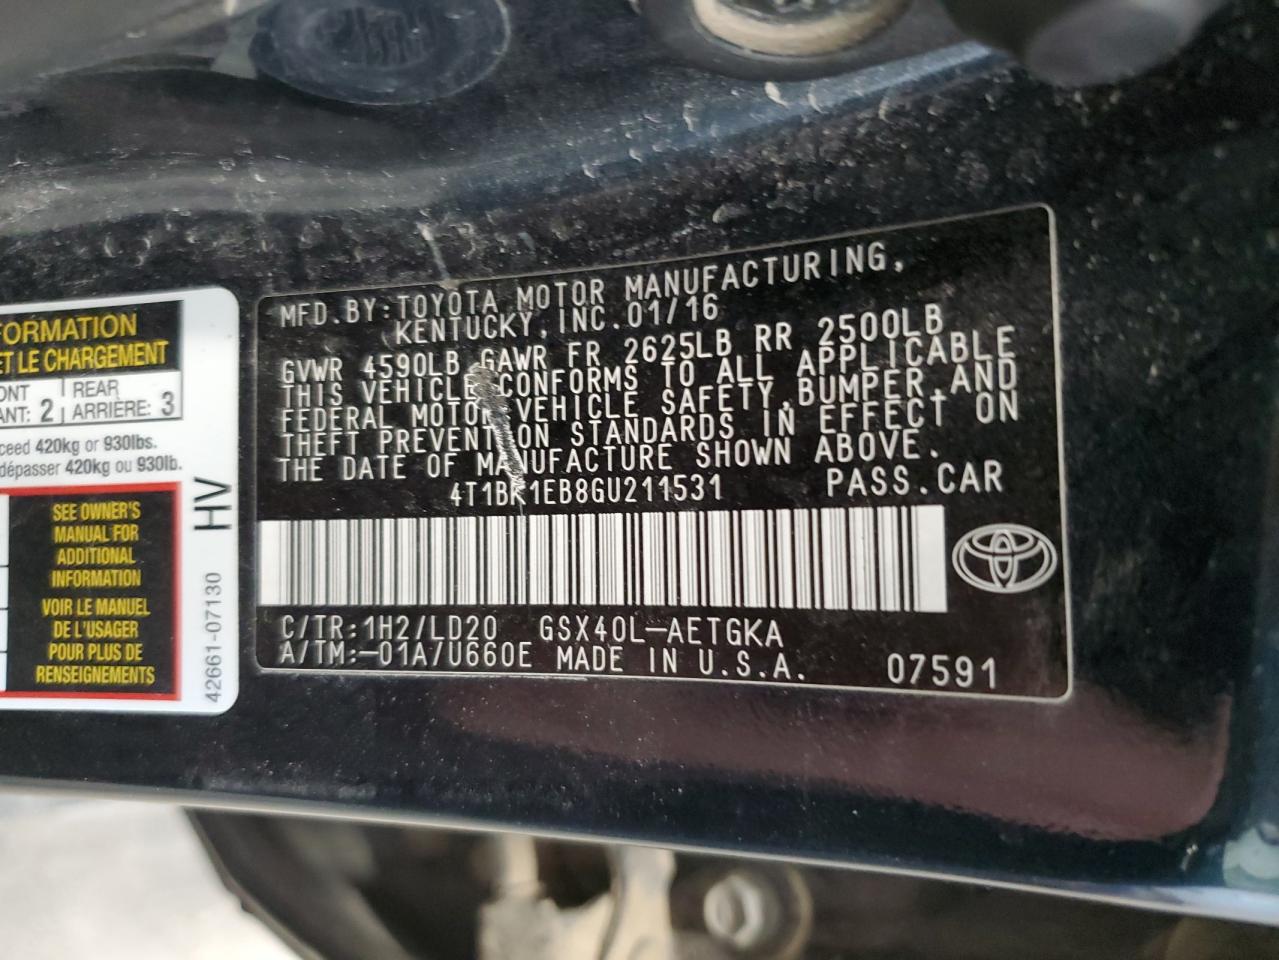 FORMATION
ET LE CHARGEMENT
ONT
ANT: 2
REAR
ARRIÈRE: 3
ceed 420kg or 930lbs.
dépasser 420kg ou 930lb.
SEE OWNER'S
MANUAL FOR
ADDITIONAL
INFORMATION
VOIR LE MANUEL
DE L'USAGER
POUR PLUS DE
RENSEIGNEMENTS
HV
42661-07130
MFD.BY:TOYOTA MOTOR MANUFACTURING,
KENTUCKY,INC.01/16
GVWR 4590LB GAWR FR 2625LB RR 2500LB
THIS VEHICLE CONFORMS TO ALL APPLICABLE
FEDERAL MOTOR VEHICLE SAFETY,BUMPER,AND
THEFT PREVENTION STANDARDS IN EFFECT ON
THE DATE OF MANUFACTURE SHOWN ABOVE.
4T1BK1EB8GU211531 PASS.CAR
C/TR:1H2/LD20 GSX40L-AETGKA
A/TM:-01A/U660E MADE IN U.S.A. 07591